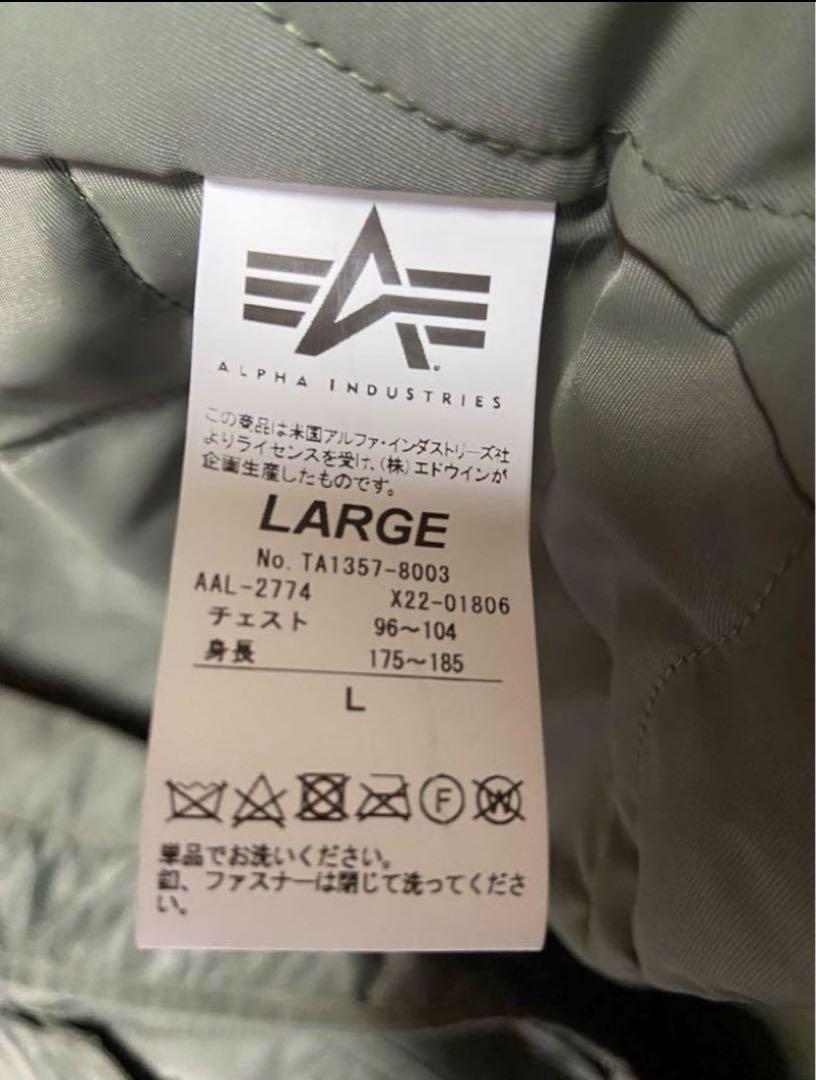 ALPHA INDUSTRIES
この商品は米国アルファ・インダストリーズ社
よりライセンスを受け、(株)エドウインが
企画生産したものです。
LARGE
No. TA1357-8003
AAL-2774 X22-01806
チェスト 96～104
身長 175～185
L
F W
単品でお洗いください。
釦、ファスナーは閉じて洗ってくださ
い。